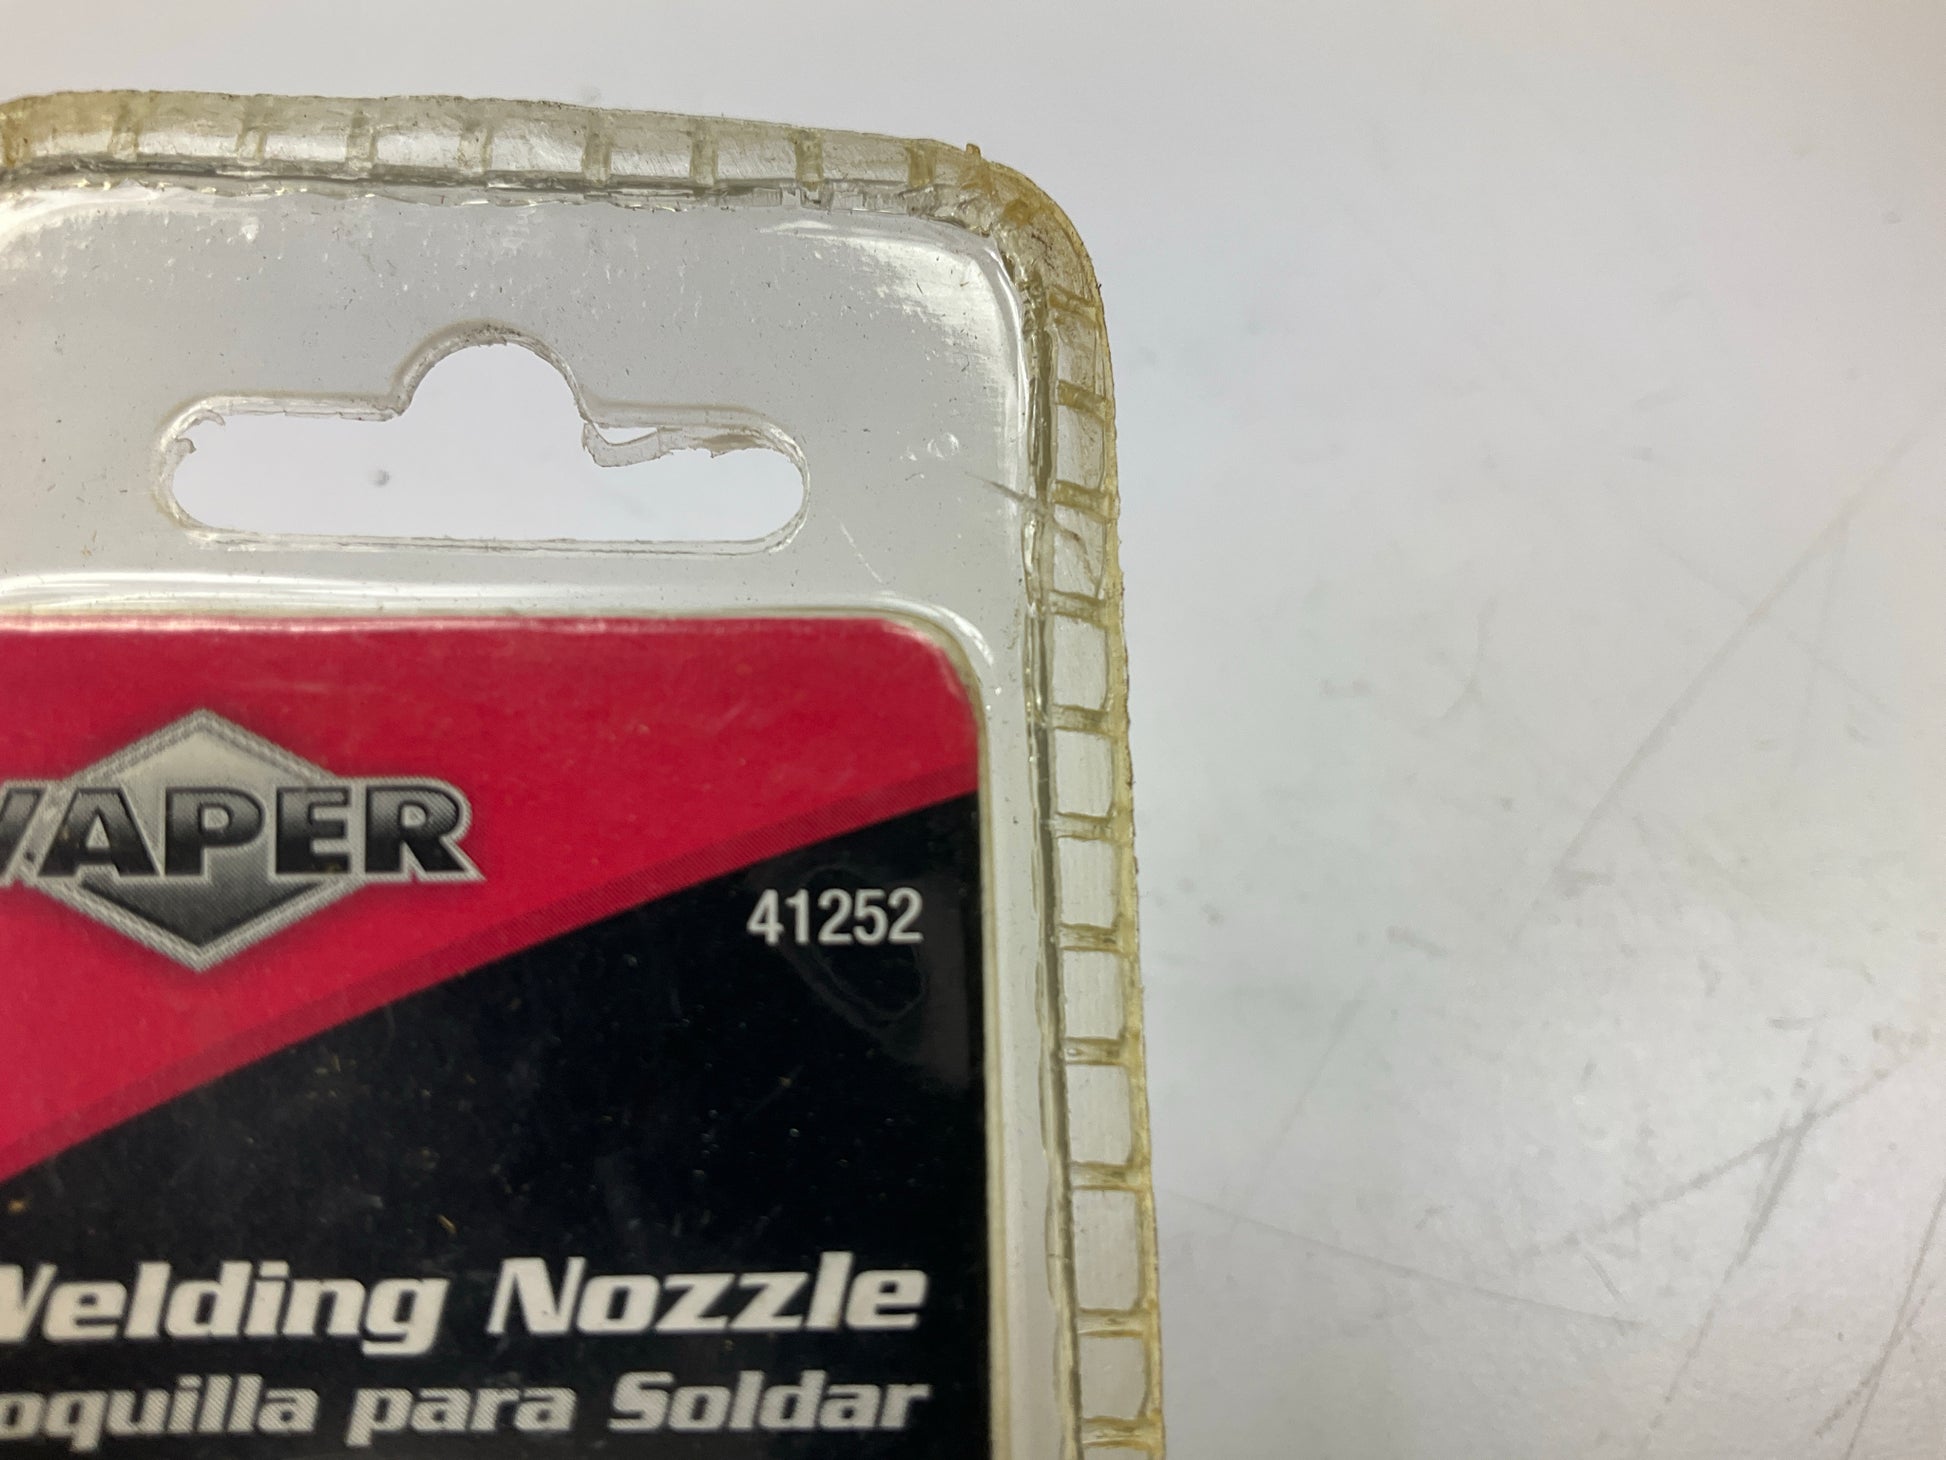 VAPER
41252
Welding Nozzle
oquilla para Soldar